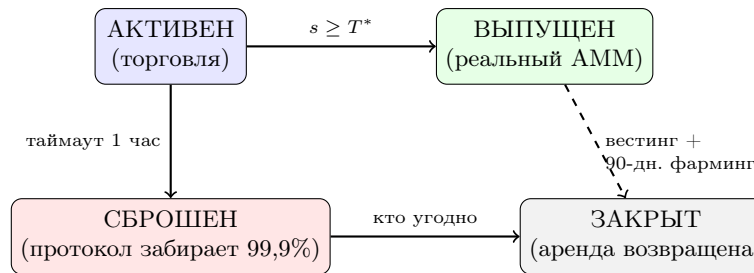 АКТИВЕН
(торговля)
s ≥ T*
ВЫПУЩЕН
(реальный AMM)
таймаут 1 час
вестинг +
90-дн. фарминг
СБРОШЕН
(протокол забирает 99,9%)
кто угодно
ЗАКРЫТ
(аренда возвращена